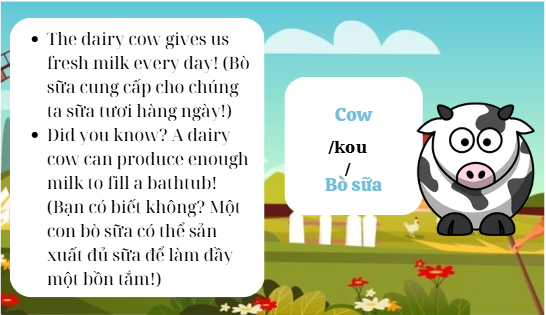 • The dairy cow gives us
fresh milk every day! (Bò
sữa cung cấp cho chúng
ta sữa tươi hàng ngày!)
• Did you know? A dairy
cow can produce enough
milk to fill a bathtub!
(Bạn có biết không? Một
con bò sữa có thể sản
xuất đủ sữa để làm đầy
một bồn tắm!)
Cow
/kou
/
Bò sữa